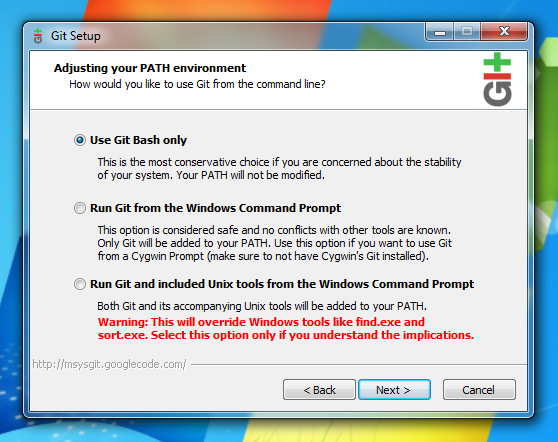 Git Setup
Adjusting your PATH environment
How would you like to use Git from the command line?
GIT
Use Git Bash only
This is the most conservative choice if you are concerned about the stability
of your system. Your PATH will not be modified.
Run Git from the Windows Command Prompt
This option is considered safe and no conflicts with other tools are known.
Only Git will be added to your PATH. Use this option if you want to use Git
from a Cygwin Prompt (make sure to not have Cygwin's Git installed).
Run Git and included Unix tools from the Windows Command Prompt
Both Git and its accompanying Unix tools will be added to your PATH.
Warning: This will override Windows tools like find.exe and
sort.exe. Select this option only if you understand the implications.
http://msysgit.googlecode.com/
< Back
Next >
Cancel